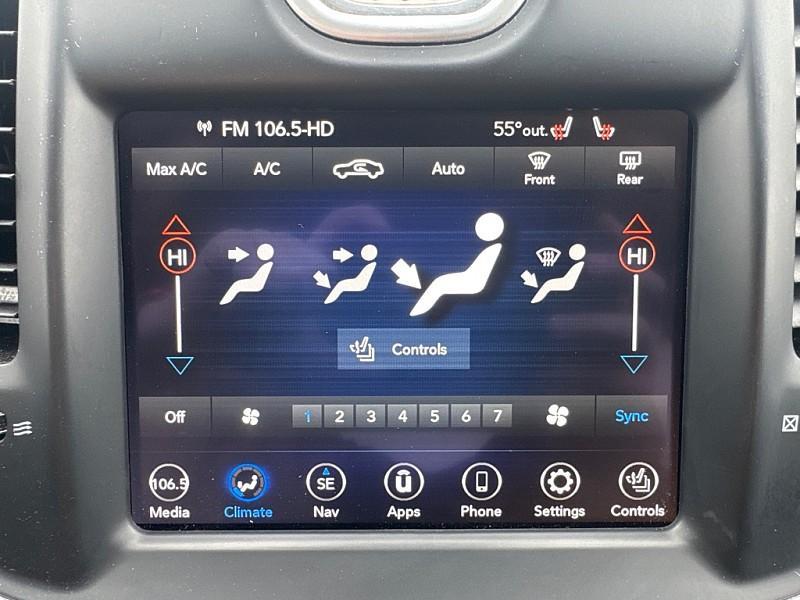 FM 106.5-HD 55°out.
Max A/C A/C Auto Front Rear
HI HI
Controls
Off 1 2 3 4 5 6 7 Sync
106.5 SE
Media Climate Nav Apps Phone Settings Controls